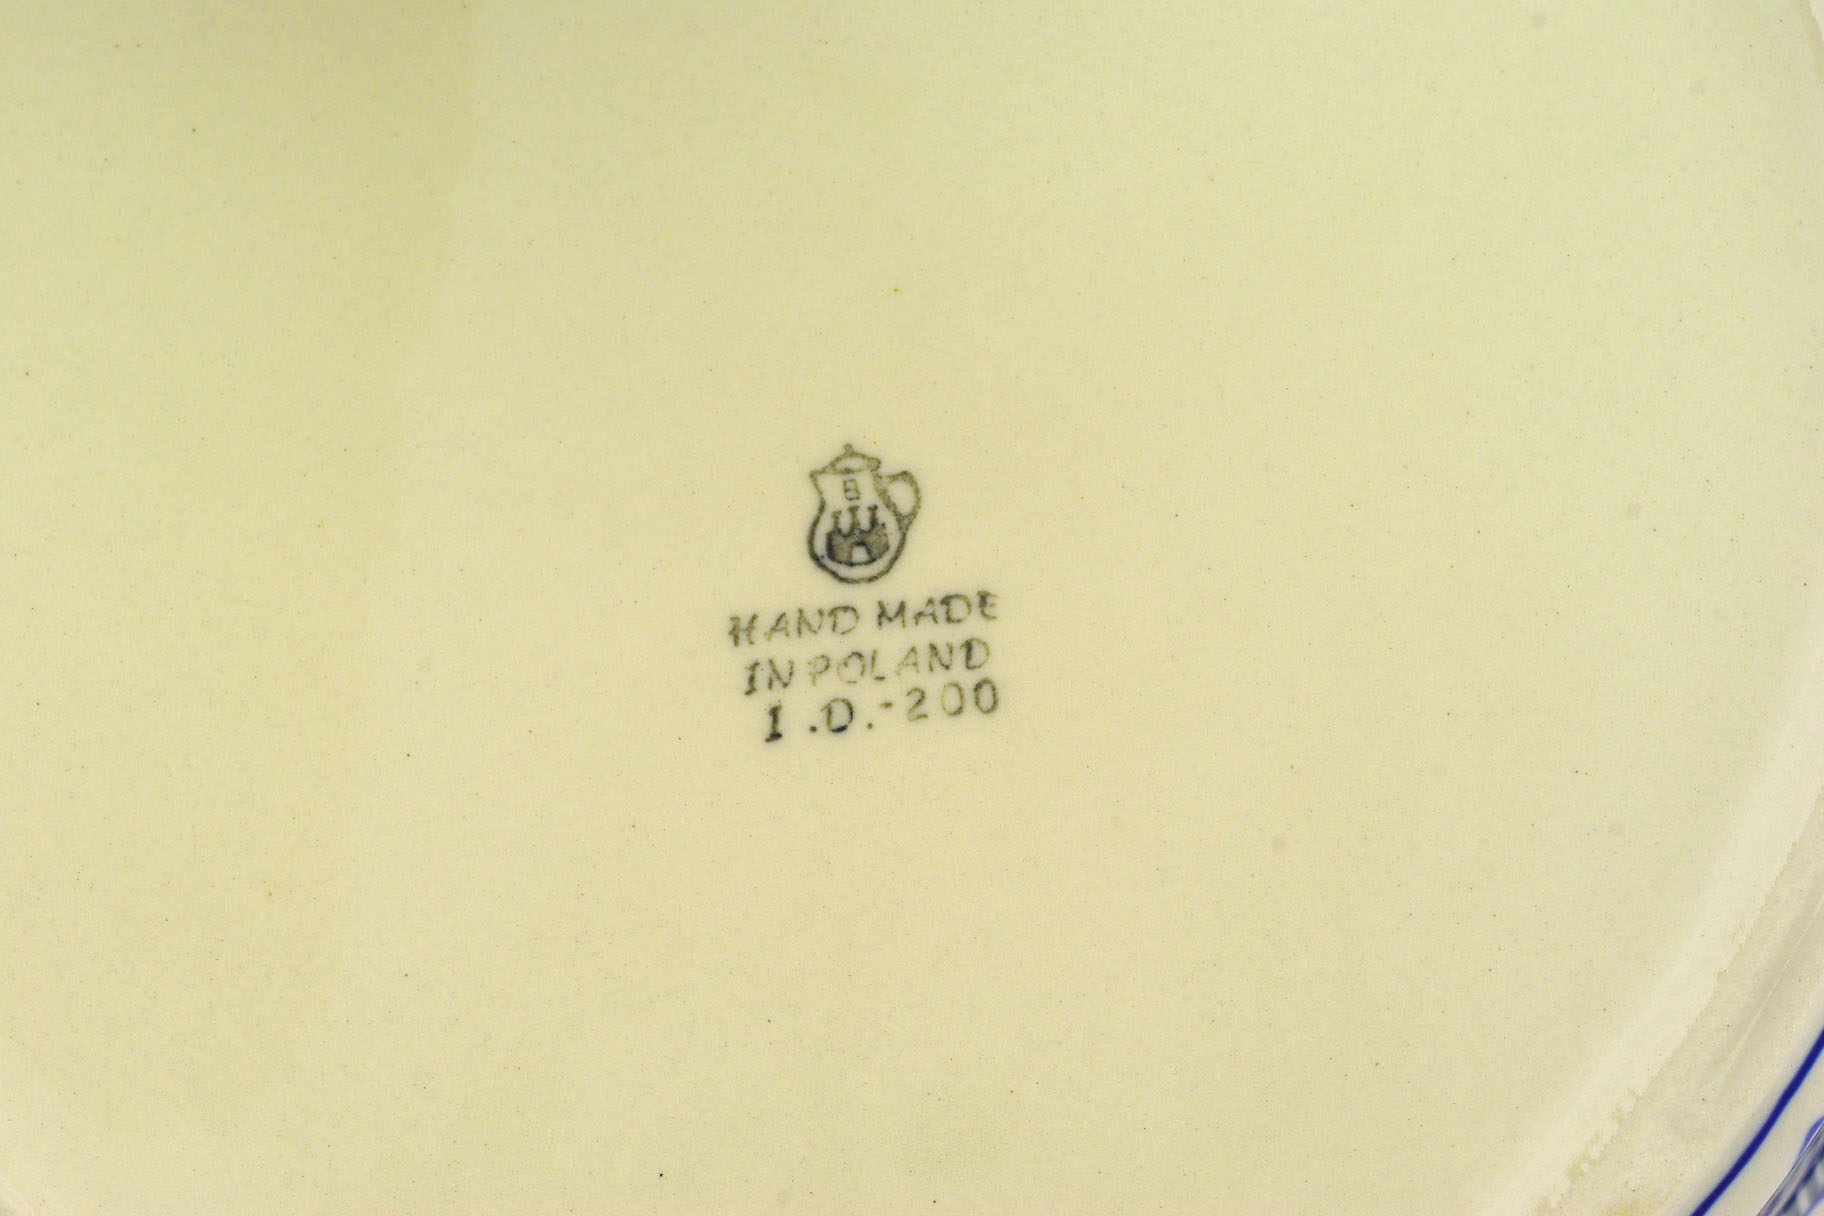 B
HAND MADE
IN POLAND
I.D.-200